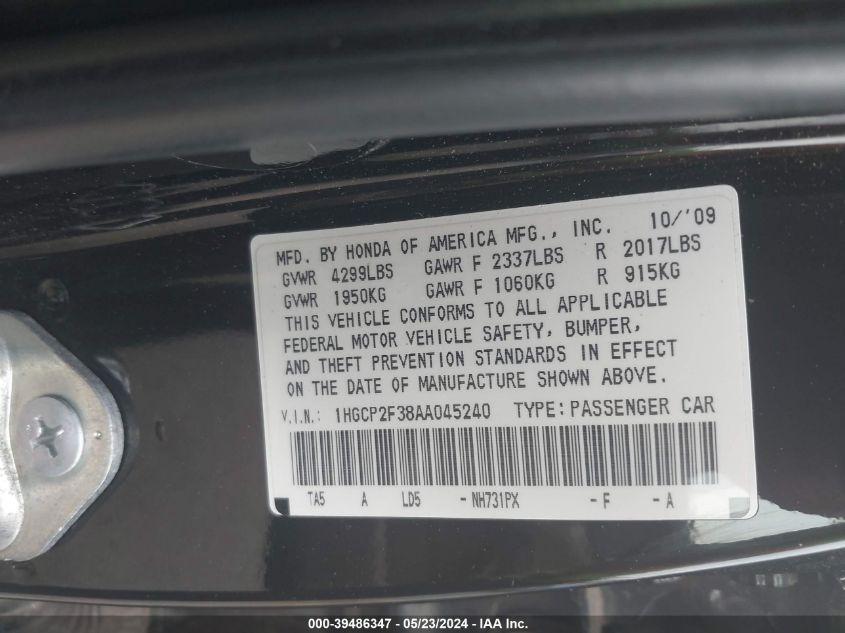 MFD. BY HONDA OF AMERICA MFG., INC. 10/'09
GVWR 4299LBS GAWR F 2337LBS R 2017LBS
GVWR 1950KG GAWR F 1060KG R 915KG
THIS VEHICLE CONFORMS TO ALL APPLICABLE
FEDERAL MOTOR VEHICLE SAFETY, BUMPER,
AND THEFT PREVENTION STANDARDS IN EFFECT
ON THE DATE OF MANUFACTURE SHOWN ABOVE.
V.I.N.: 1HGCP2F38AA045240 TYPE: PASSENGER CAR
TA5 A LD5 - NH731PX - F - A
000-39486347 - 05/23/2024 - IAA Inc.